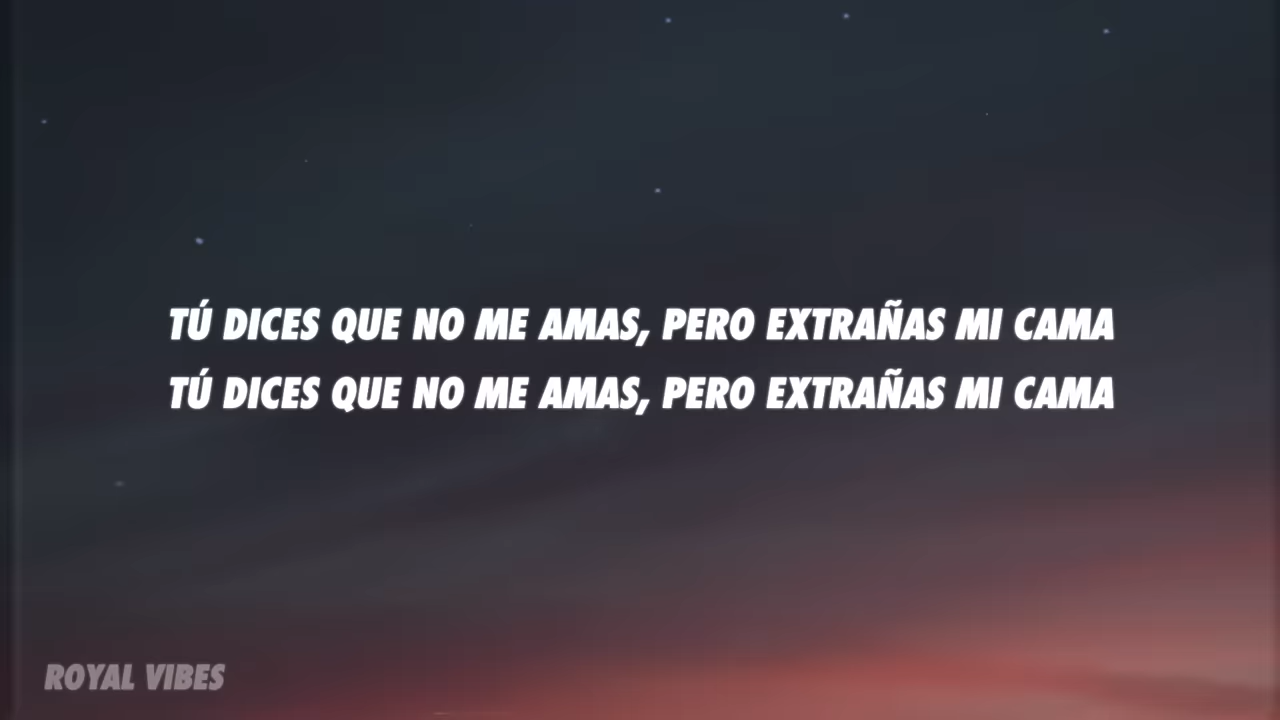 TÚ DICES QUE NO ME AMAS, PERO EXTRAÑAS MI CAMA
TÚ DICES QUE NO ME AMAS, PERO EXTRAÑAS MI CAMA
ROYAL VIBES